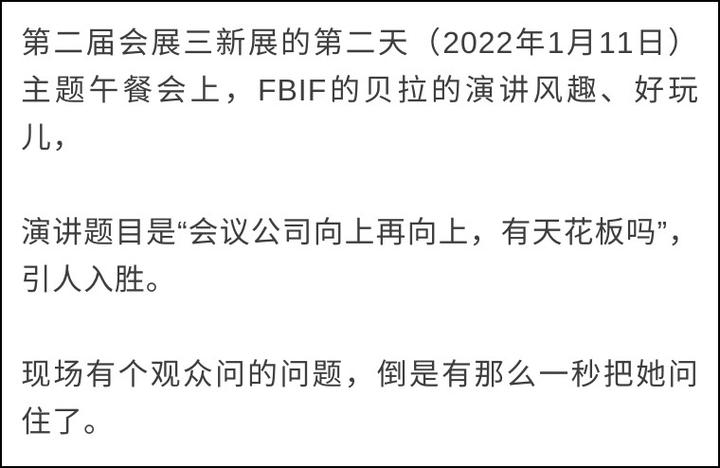 第二届会展三新展的第二天（2022年1月11日）
主题午餐会上，FBIF的贝拉的演讲风趣、好玩
儿，
演讲题目是“会议公司向上再向上，有天花板吗”，
引人入胜。
现场有个观众问的问题，倒是有那么一秒把她问
住了。